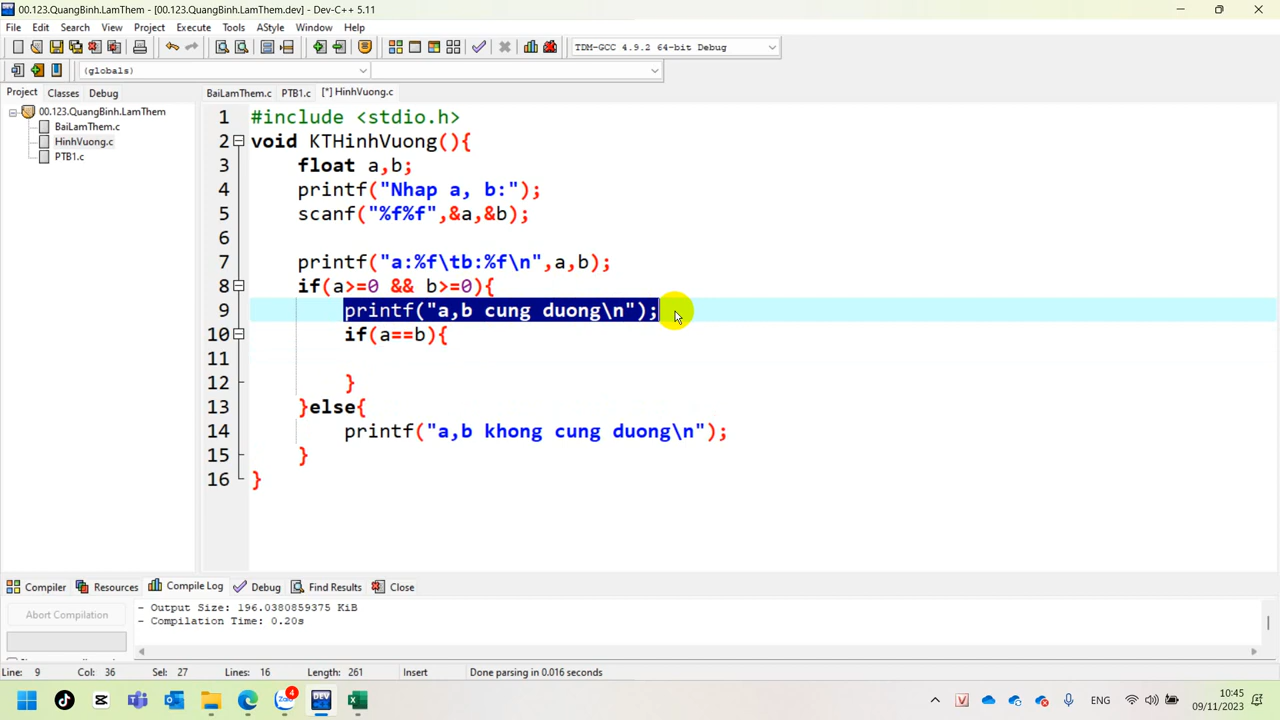 00.123.QuangBinh.LamThem - [00.123.QuangBinh.LamThem.dev] - Dev-C++ 5.11
File Edit Search View Project Execute Tools AStyle Window Help
TDM-GCC 4.9.2 64-bit Debug
(globals)
Project Classes Debug
BaiLamThem.c PTB1.c [*] HinhVuong.c
00.123.QuangBinh.LamThem
BaiLamThem.c
HinhVuong.c
PTB1.c
1 #include <stdio.h>
2 void KTHinhVuong(){
3 float a,b;
4 printf("Nhap a, b:");
5 scanf("%f%f",&a,&b);
6
7 printf("a:%f\tb:%f\n",a,b);
8 if(a>=0 && b>=0){
9 printf("a,b cung duong\n");
10 if(a==b){
11
12 }
13 }else{
14 printf("a,b khong cung duong\n");
15 }
16 }
Compiler Resources Compile Log Debug Find Results Close
Abort Compilation
- Output Size: 196.0380859375 KiB
- Compilation Time: 0.20s
Line: 9 Col: 36 Sel: 27 Lines: 16 Length: 261 Insert Done parsing in 0.016 seconds
4
ENG
10:45
09/11/2023